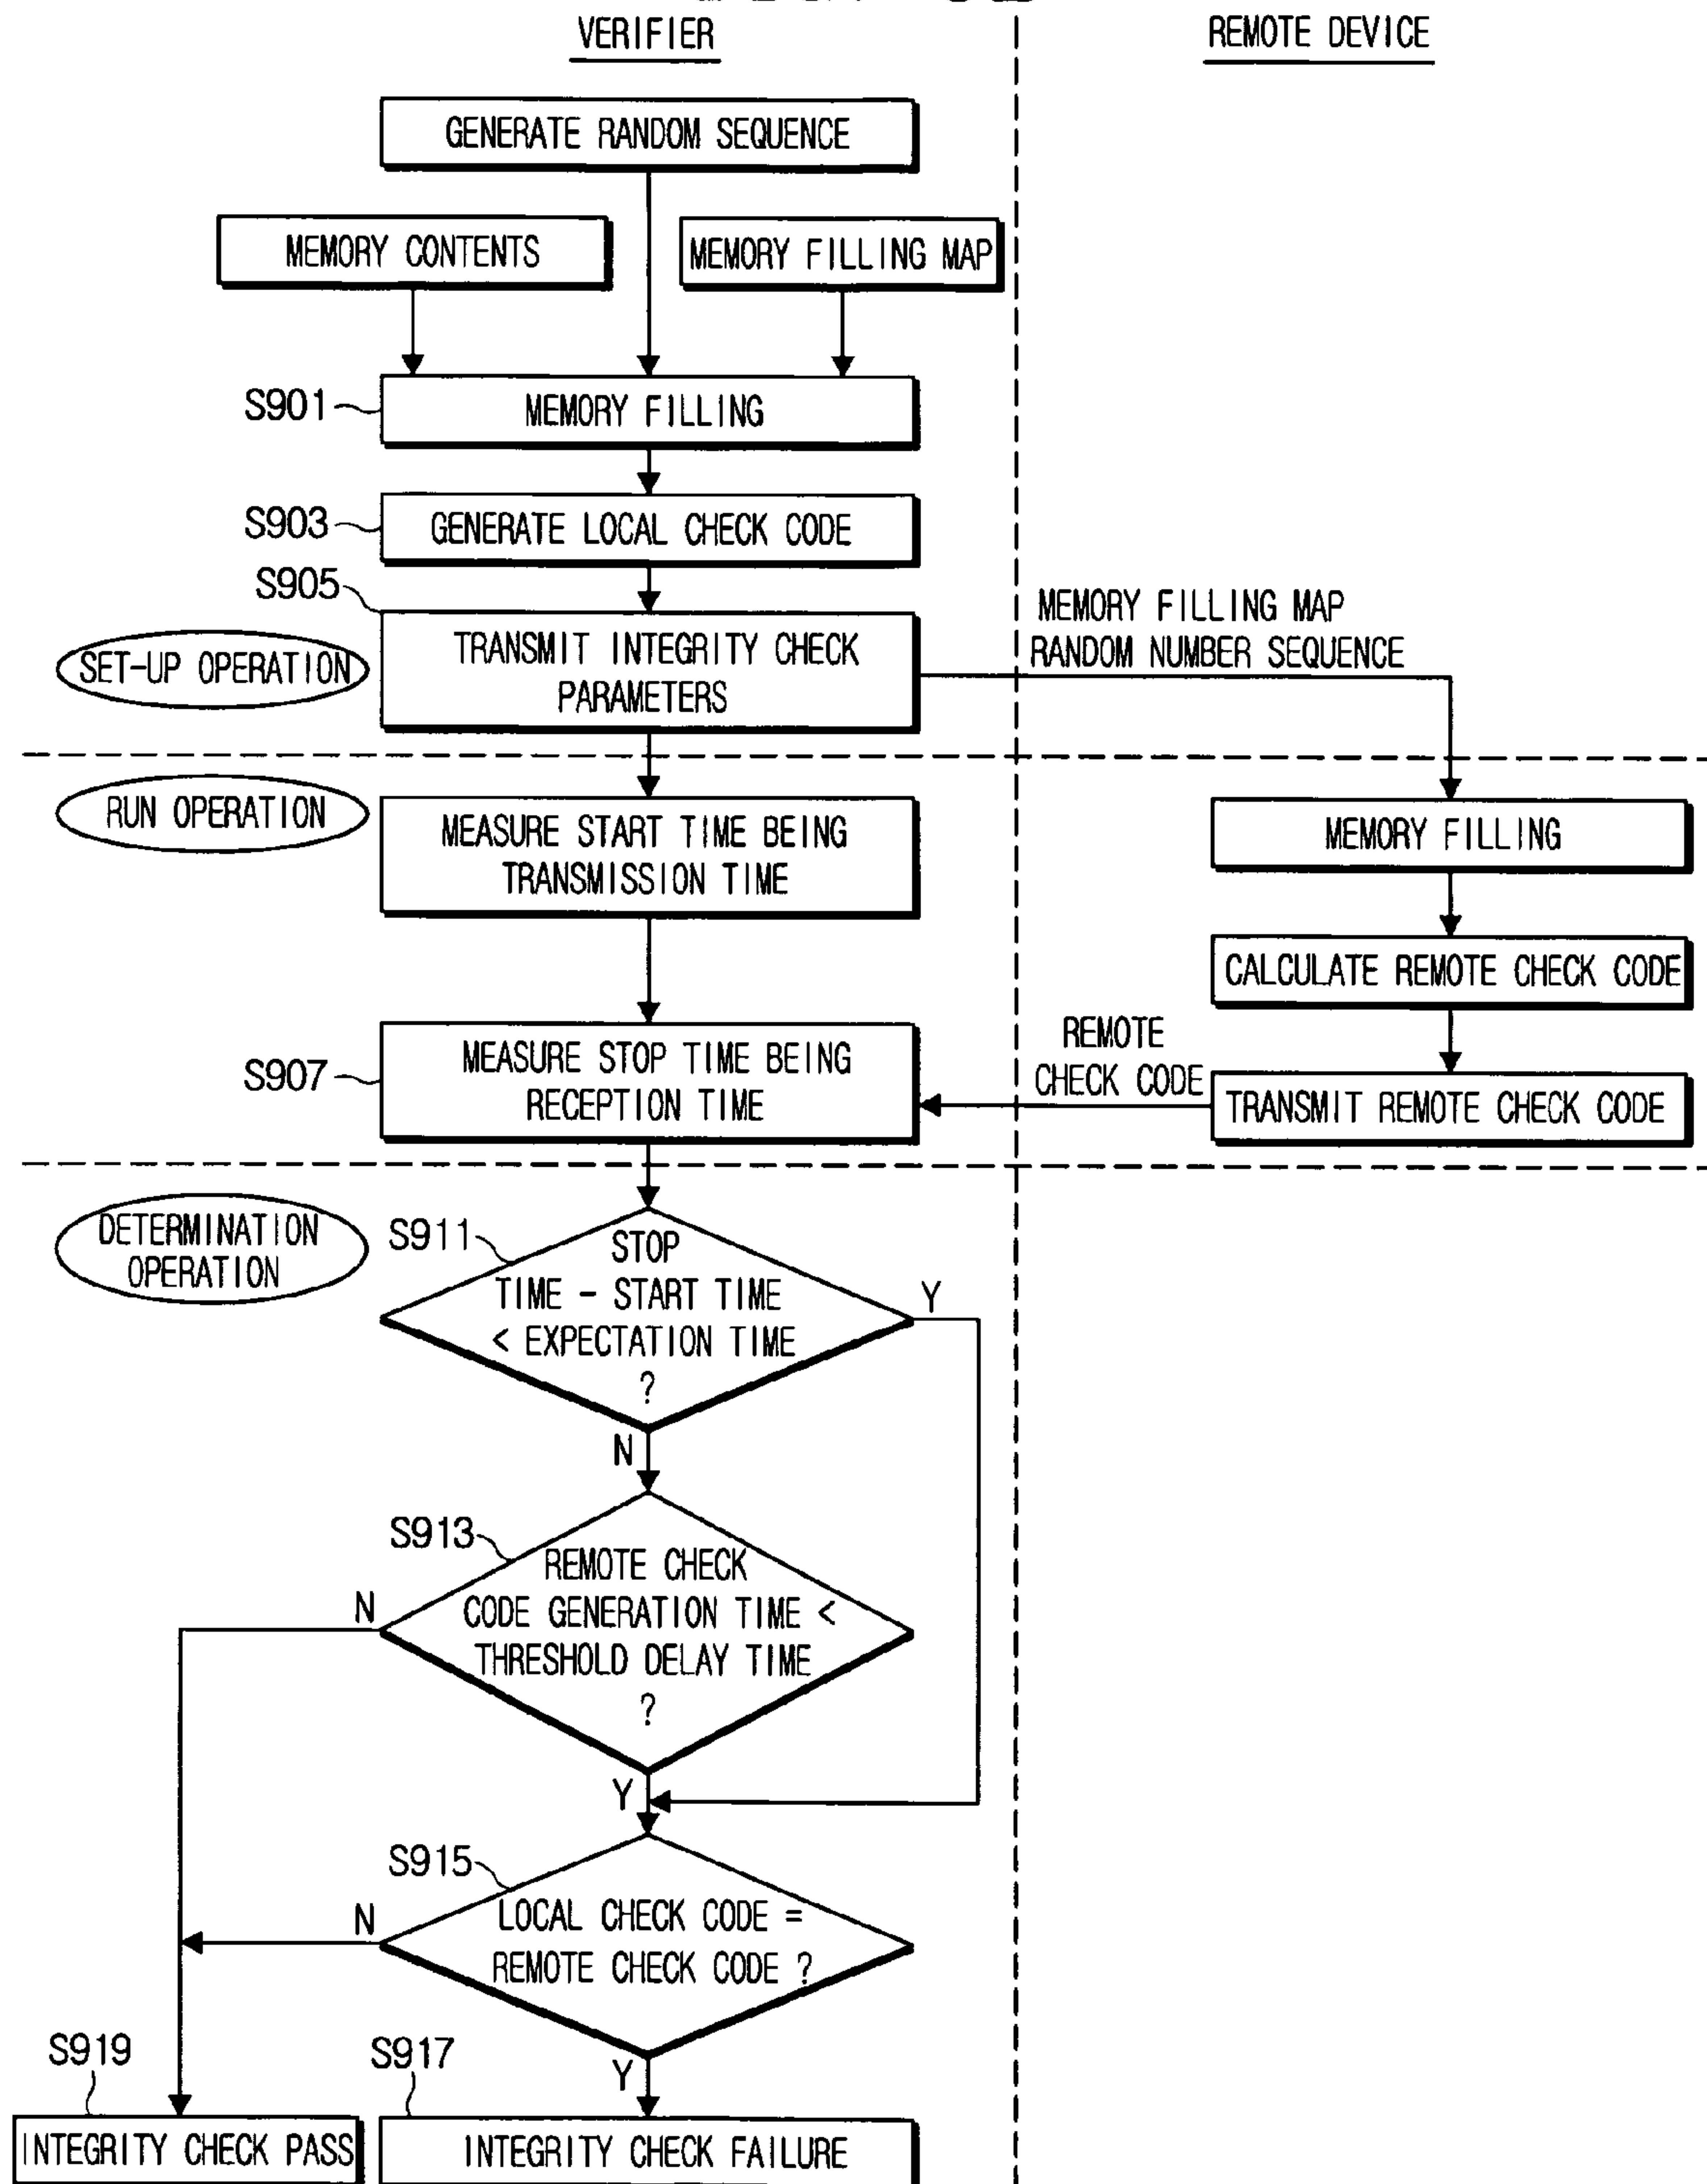 VERIFIER
REMOTE DEVICE
GENERATE RANDOM SEQUENCE
MEMORY CONTENTS
MEMORY FILLING MAP
S901
MEMORY FILLING
S903
GENERATE LOCAL CHECK CODE
S905
TRANSMIT INTEGRITY CHECK
PARAMETERS
SET-UP OPERATION
MEMORY FILLING MAP
RANDOM NUMBER SEQUENCE
RUN OPERATION
MEASURE START TIME BEING
TRANSMISSION TIME
MEMORY FILLING
CALCULATE REMOTE CHECK CODE
S907
MEASURE STOP TIME BEING
RECEPTION TIME
REMOTE
CHECK CODE
TRANSMIT REMOTE CHECK CODE
DETERMINATION
OPERATION
S911
STOP
TIME - START TIME
< EXPECTATION TIME
?
Y
N
S913
REMOTE CHECK
CODE GENERATION TIME <
THRESHOLD DELAY TIME
?
N
Y
S915
LOCAL CHECK CODE =
REMOTE CHECK CODE ?
N
Y
S919
INTEGRITY CHECK PASS
S917
INTEGRITY CHECK FAILURE